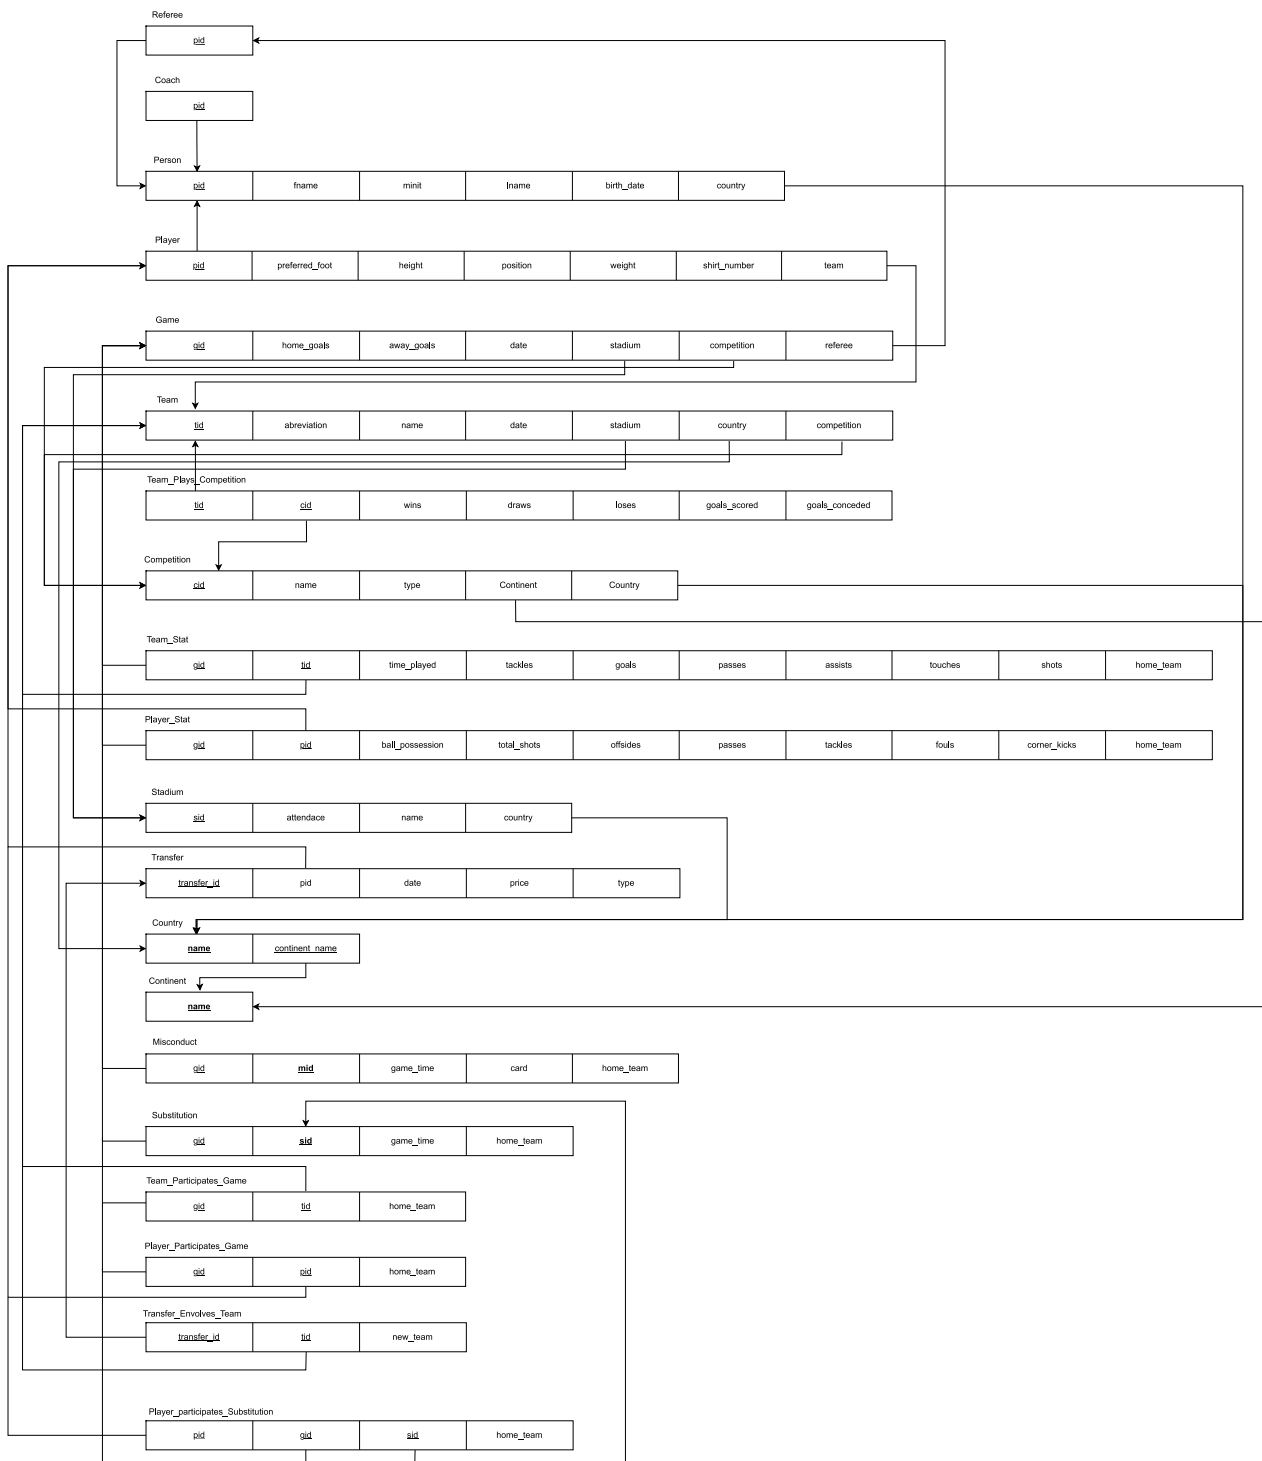 Referee
pid
Coach
pid
Person
pid fname minit lname birth_date country
Player
pid preferred_foot height position weight shirt_number team
Game
gid home_goals away_goals date stadium competition referee
Team
tid abreviation name date stadium country competition
Team_Plays_Competition
tid cid wins draws loses goals_scored goals_conceded
Competition
cid name type Continent Country
Team_Stat
gid tid time_played tackles goals passes assists touches shots home_team
Player_Stat
gid pid ball_possession total_shots offsides passes tackles fouls corner_kicks home_team
Stadium
sid attendace name country
Transfer
transfer_id pid date price type
Country
name continent_name
Continent
name
Misconduct
gid mid game_time card home_team
Substitution
gid sid game_time home_team
Team_Participates_Game
gid tid home_team
Player_Participates_Game
gid pid home_team
Transfer_Envolves_Team
transfer_id tid new_team
Player_participates_Substitution
pid gid sid home_team